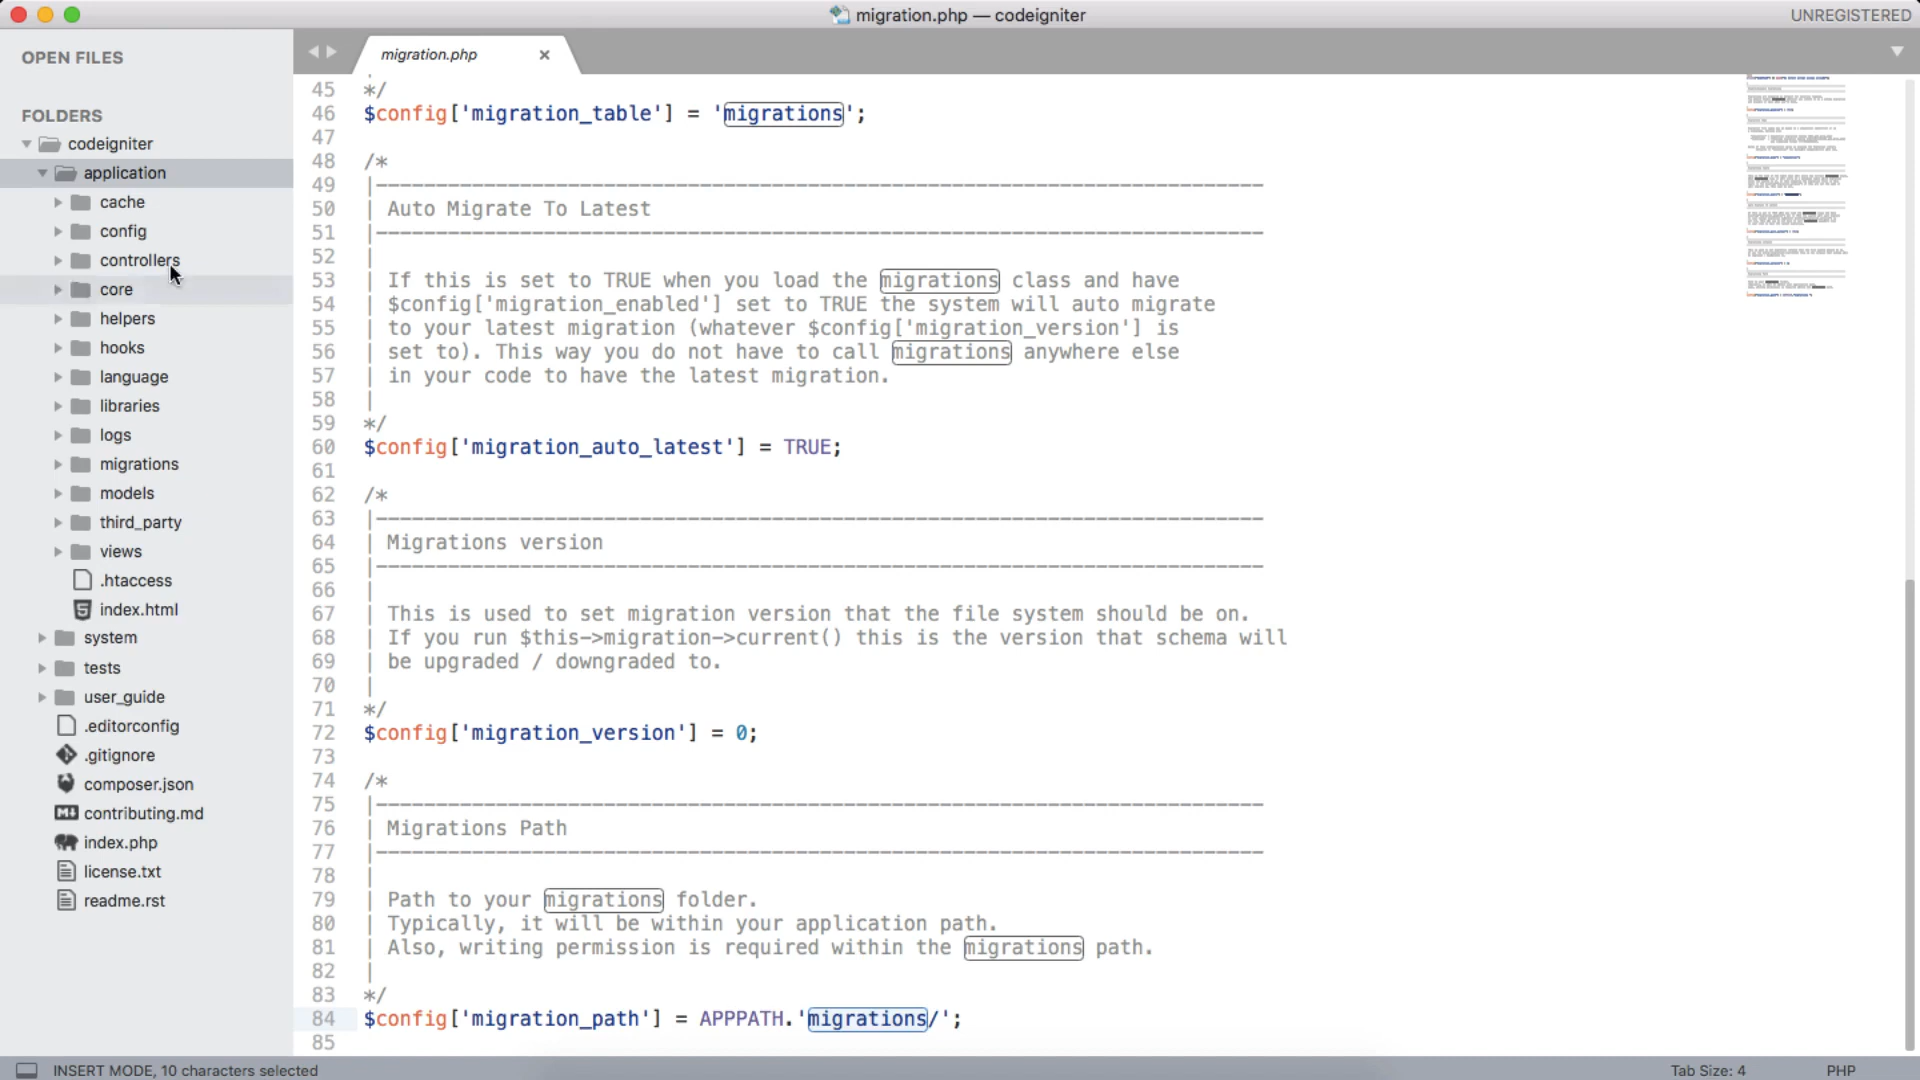 migration.php — codeigniter
UNREGISTERED
OPEN FILES
FOLDERS
codeigniter
application
cache
config
controllers
core
helpers
hooks
language
libraries
logs
migrations
models
third_party
views
.htaccess
index.html
system
tests
user_guide
.editorconfig
.gitignore
composer.json
contributing.md
index.php
license.txt
readme.rst
migration.php ×
45 */
46 $config['migration_table'] = 'migrations';
47
48 /*
49 |--------------------------------------------------------------------------
50 | Auto Migrate To Latest
51 |--------------------------------------------------------------------------
52 |
53 | If this is set to TRUE when you load the migrations class and have
54 | $config['migration_enabled'] set to TRUE the system will auto migrate
55 | to your latest migration (whatever $config['migration_version'] is
56 | set to). This way you do not have to call migrations anywhere else
57 | in your code to have the latest migration.
58 |
59 */
60 $config['migration_auto_latest'] = TRUE;
61
62 /*
63 |--------------------------------------------------------------------------
64 | Migrations version
65 |--------------------------------------------------------------------------
66 |
67 | This is used to set migration version that the file system should be on.
68 | If you run $this->migration->current() this is the version that schema will
69 | be upgraded / downgraded to.
70 |
71 */
72 $config['migration_version'] = 0;
73
74 /*
75 |--------------------------------------------------------------------------
76 | Migrations Path
77 |--------------------------------------------------------------------------
78 |
79 | Path to your migrations folder.
80 | Typically, it will be within your application path.
81 | Also, writing permission is required within the migrations path.
82 |
83 */
84 $config['migration_path'] = APPPATH.'migrations/';
85
INSERT MODE, 10 characters selected
Tab Size: 4
PHP